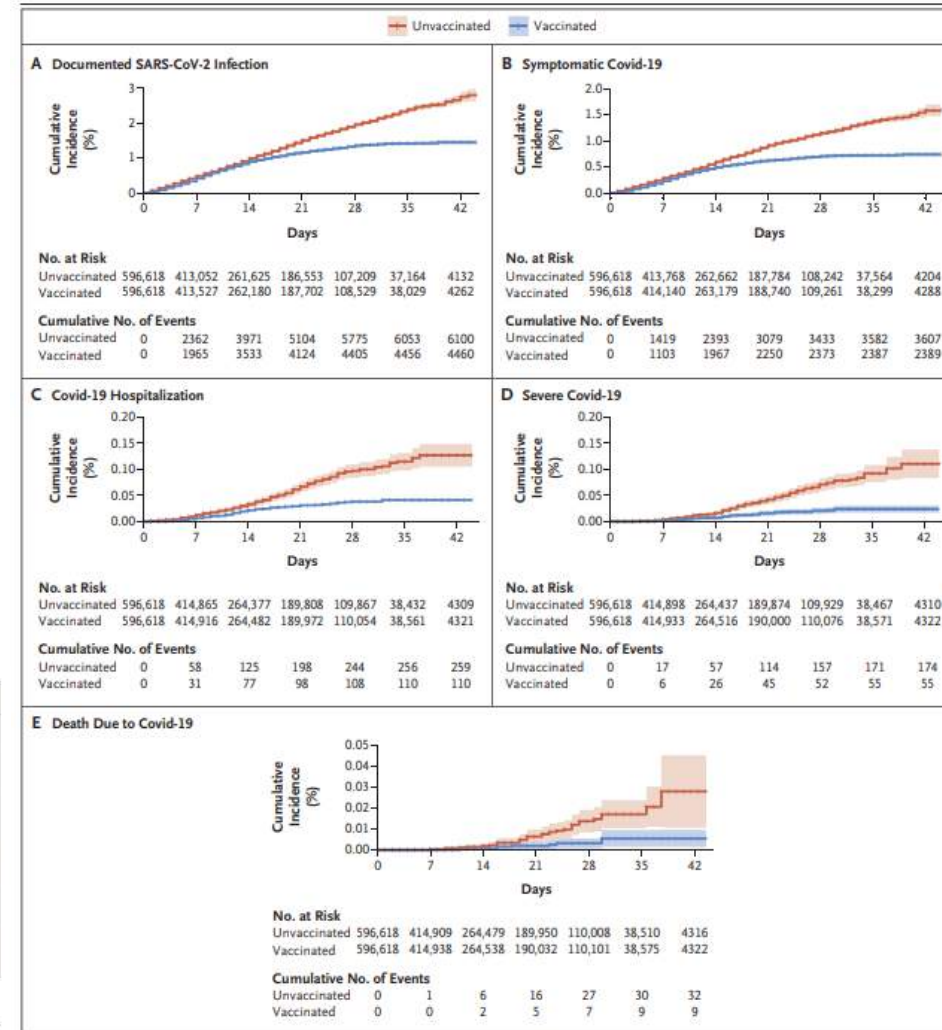 Unvaccinated Vaccinated
A Documented SARS-CoV-2 Infection
Cumulative Incidence (%)
3
2
1
0
0 7 14 21 28 35 42
Days
No. at Risk
Unvaccinated 596,618 413,052 261,625 186,553 107,209 37,164 4132
Vaccinated 596,618 413,527 262,180 187,702 108,529 38,029 4262
Cumulative No. of Events
Unvaccinated 0 2362 3971 5104 5775 6053 6100
Vaccinated 0 1965 3533 4124 4405 4456 4460
B Symptomatic Covid-19
Cumulative Incidence (%)
2.0
1.5
1.0
0.5
0.0
0 7 14 21 28 35 42
Days
No. at Risk
Unvaccinated 596,618 413,768 262,662 187,784 108,242 37,564 4204
Vaccinated 596,618 414,140 263,179 188,740 109,261 38,299 4288
Cumulative No. of Events
Unvaccinated 0 1419 2393 3079 3433 3582 3607
Vaccinated 0 1103 1967 2250 2373 2387 2389
C Covid-19 Hospitalization
Cumulative Incidence (%)
0.20
0.15
0.10
0.05
0.00
0 7 14 21 28 35 42
Days
No. at Risk
Unvaccinated 596,618 414,865 264,377 189,808 109,867 38,432 4309
Vaccinated 596,618 414,916 264,482 189,972 110,054 38,561 4321
Cumulative No. of Events
Unvaccinated 0 58 125 198 244 256 259
Vaccinated 0 31 77 98 108 110 110
D Severe Covid-19
Cumulative Incidence (%)
0.20
0.15
0.10
0.05
0.00
0 7 14 21 28 35 42
Days
No. at Risk
Unvaccinated 596,618 414,898 264,437 189,874 109,929 38,467 4310
Vaccinated 596,618 414,933 264,516 190,000 110,076 38,571 4322
Cumulative No. of Events
Unvaccinated 0 17 57 114 157 171 174
Vaccinated 0 6 26 45 52 55 55
E Death Due to Covid-19
Cumulative Incidence (%)
0.05
0.04
0.03
0.02
0.01
0.00
0 7 14 21 28 35 42
Days
No. at Risk
Unvaccinated 596,618 414,909 264,479 189,950 110,008 38,510 4316
Vaccinated 596,618 414,938 264,538 190,032 110,101 38,575 4322
Cumulative No. of Events
Unvaccinated 0 1 6 16 27 30 32
Vaccinated 0 0 2 5 7 9 9